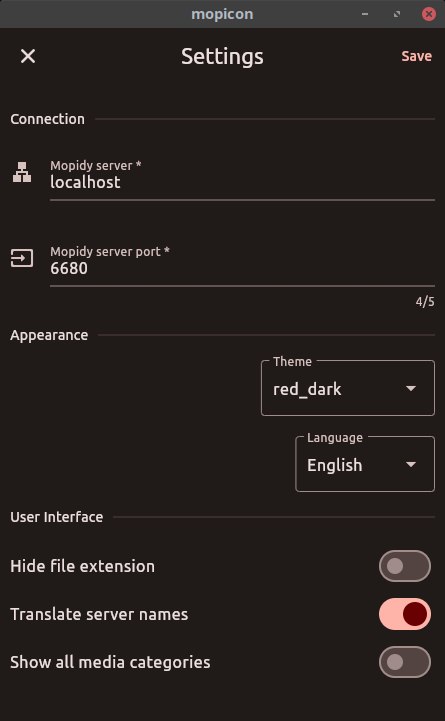 mopicon
Settings
Save
Connection
Mopidy server *
localhost
Mopidy server port *
6680
4/5
Appearance
Theme
red_dark
Language
English
User Interface
Hide file extension
Translate server names
Show all media categories